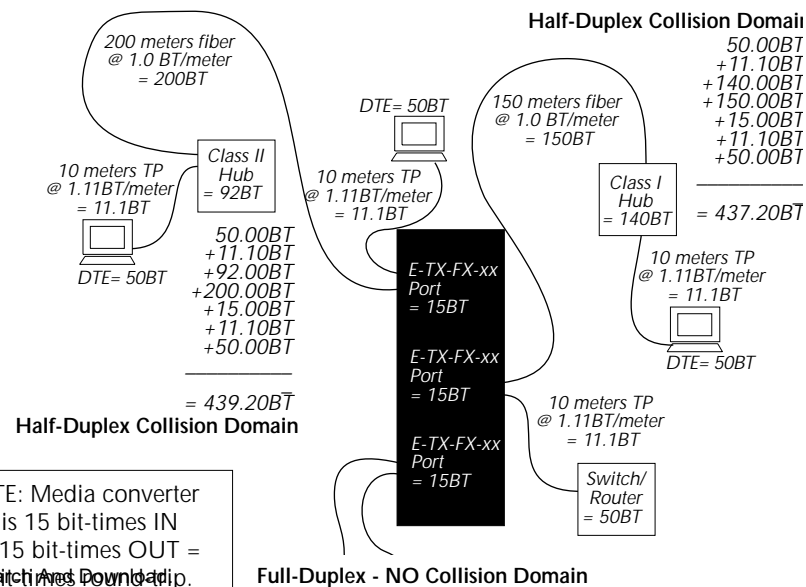 Half-Duplex Collision Domain
200 meters fiber
@ 1.0 BT/meter
= 200BT
50.00BT
+11.10BT
+140.00BT
+150.00BT
+15.00BT
+11.10BT
+50.00BT
= 437.20BT
DTE= 50BT
150 meters fiber
@ 1.0 BT/meter
= 150BT
10 meters TP
@ 1.11BT/meter
= 11.1BT
Class II
Hub
= 92BT
10 meters TP
@ 1.11BT/meter
= 11.1BT
Class I
Hub
= 140BT
DTE= 50BT
50.00BT
+11.10BT
+92.00BT
+200.00BT
+15.00BT
+11.10BT
+50.00BT
= 439.20BT
Half-Duplex Collision Domain
E-TX-FX-xx
Port
= 15BT
E-TX-FX-xx
Port
= 15BT
E-TX-FX-xx
Port
= 15BT
10 meters TP
@ 1.11BT/meter
= 11.1BT
DTE= 50BT
10 meters TP
@ 1.11BT/meter
= 11.1BT
Switch/
Router
= 50BT
TE: Media converter
is 15 bit-times IN
15 bit-times OUT =
And Download.
round-trip.
Full-Duplex - NO Collision Domain